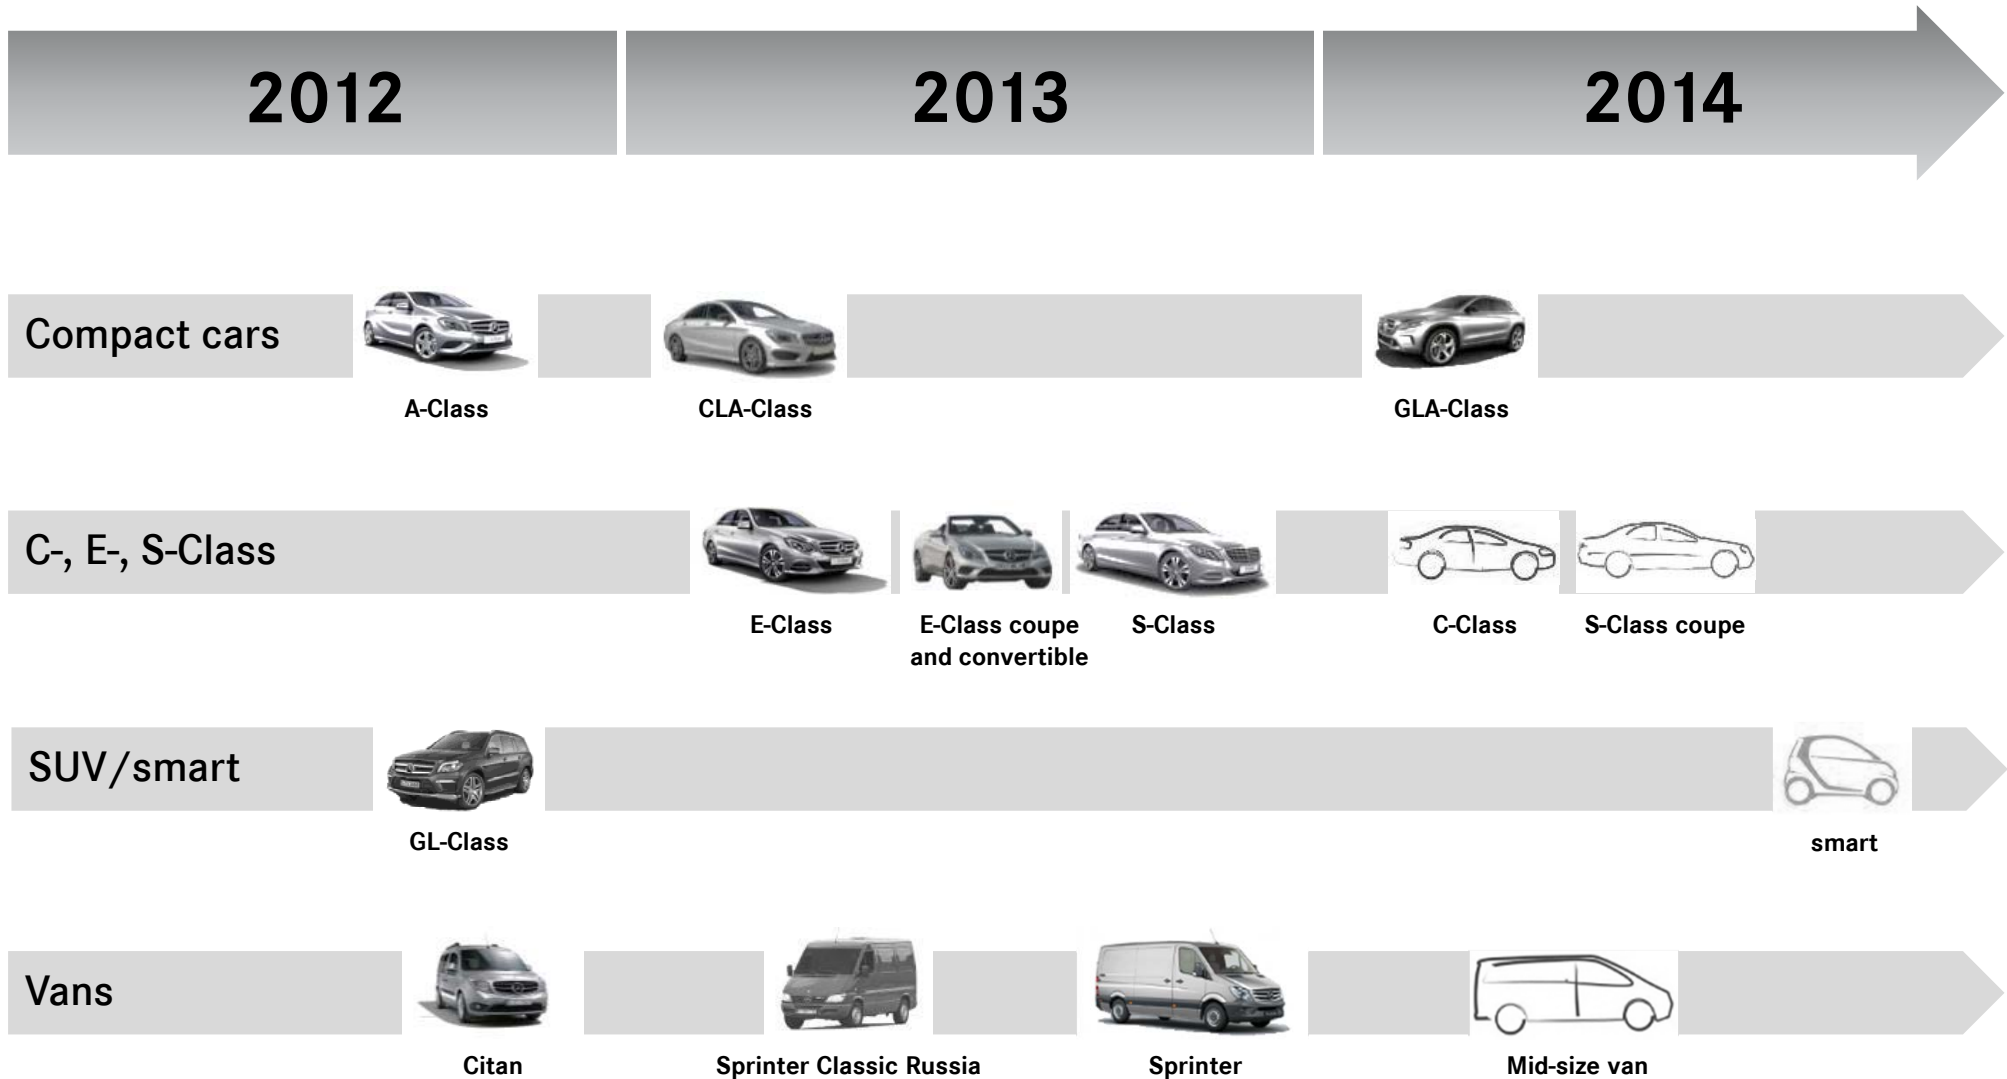 2012
2013
2014
Compact cars
A-Class
CLA-Class
GLA-Class
C-, E-, S-Class
E-Class
E-Class coupe
and convertible
S-Class
C-Class
S-Class coupe
SUV/smart
GL-Class
smart
Vans
Citan
Sprinter Classic Russia
Sprinter
Mid-size van